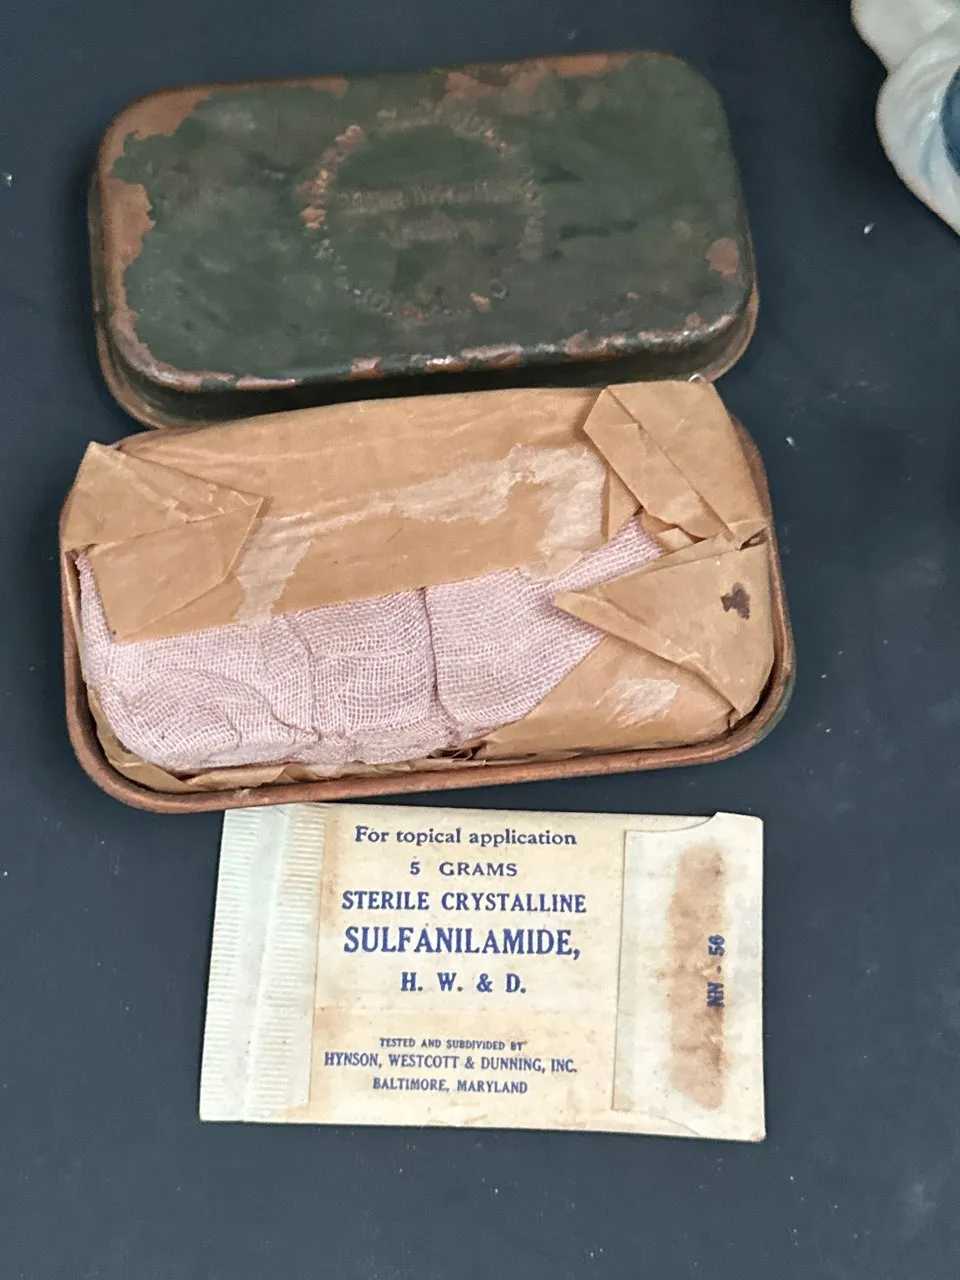 For topical application
5 GRAMS
STERILE CRYSTALLINE
SULFANILAMIDE,
H. W. & D.
TESTED AND SUBDIVIDED BY
HYNSON, WESTCOTT & DUNNING, INC.
BALTIMORE, MARYLAND
NN - 56